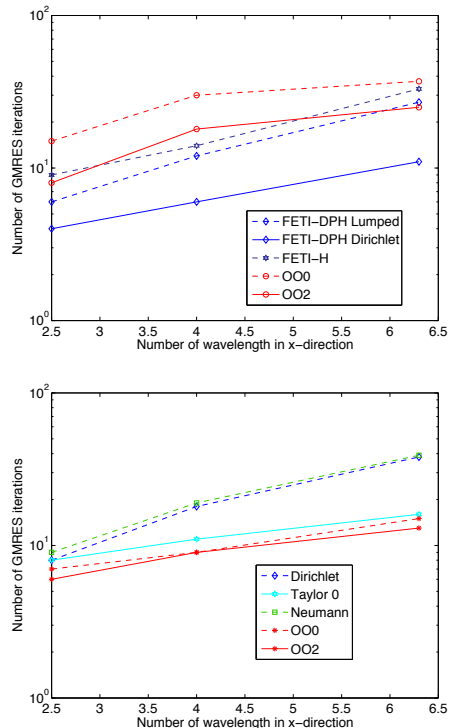 10^2
Number of GMRES iterations
10^1
10^0
FETI−DPH Lumped
FETI−DPH Dirichlet
FETI−H
OO0
OO2
2.5 3 3.5 4 4.5 5 5.5 6 6.5
Number of wavelength in x−direction
10^2
Number of GMRES iterations
10^1
10^0
Dirichlet
Taylor 0
Neumann
OO0
OO2
2.5 3 3.5 4 4.5 5 5.5 6 6.5
Number of wavelength in x−direction